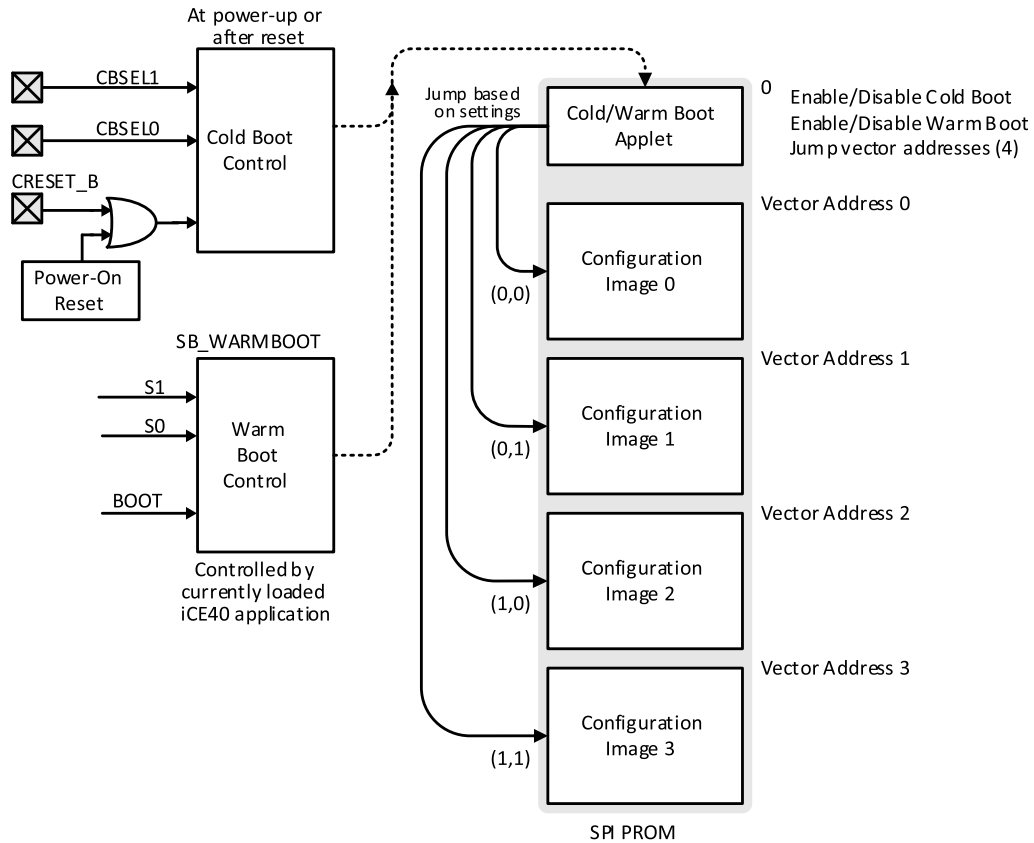 At power-up or
after reset
CBSEL1
CBSEL0
Cold Boot
Control
CRESET_B
Power-On
Reset
SB_WARMBOOT
S1
S0
BOOT
Warm
Boot
Control
Controlled by
currently loaded
iCE40 application
Jump based
on settings
Cold/Warm Boot
Applet
0
Enable/Disable Cold Boot
Enable/Disable Warm Boot
Jump vector addresses (4)
Vector Address 0
Configuration
Image 0
(0,0)
Vector Address 1
Configuration
Image 1
(0,1)
Vector Address 2
Configuration
Image 2
(1,0)
Vector Address 3
Configuration
Image 3
(1,1)
SPI PROM